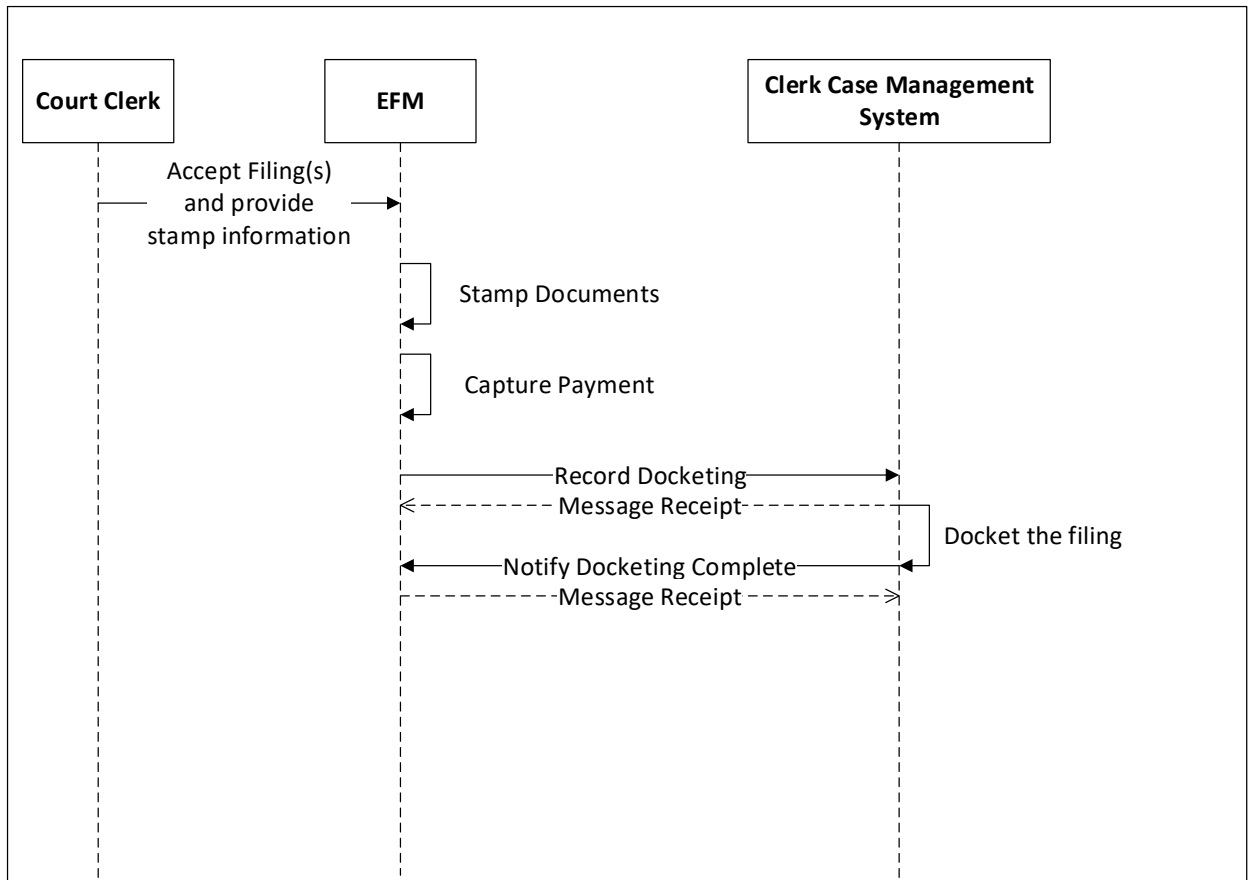 Court Clerk
EFM
Clerk Case Management
System
Accept Filing(s)
and provide
stamp information
Stamp Documents
Capture Payment
Record Docketing
Message Receipt
Docket the filing
Notify Docketing Complete
Message Receipt